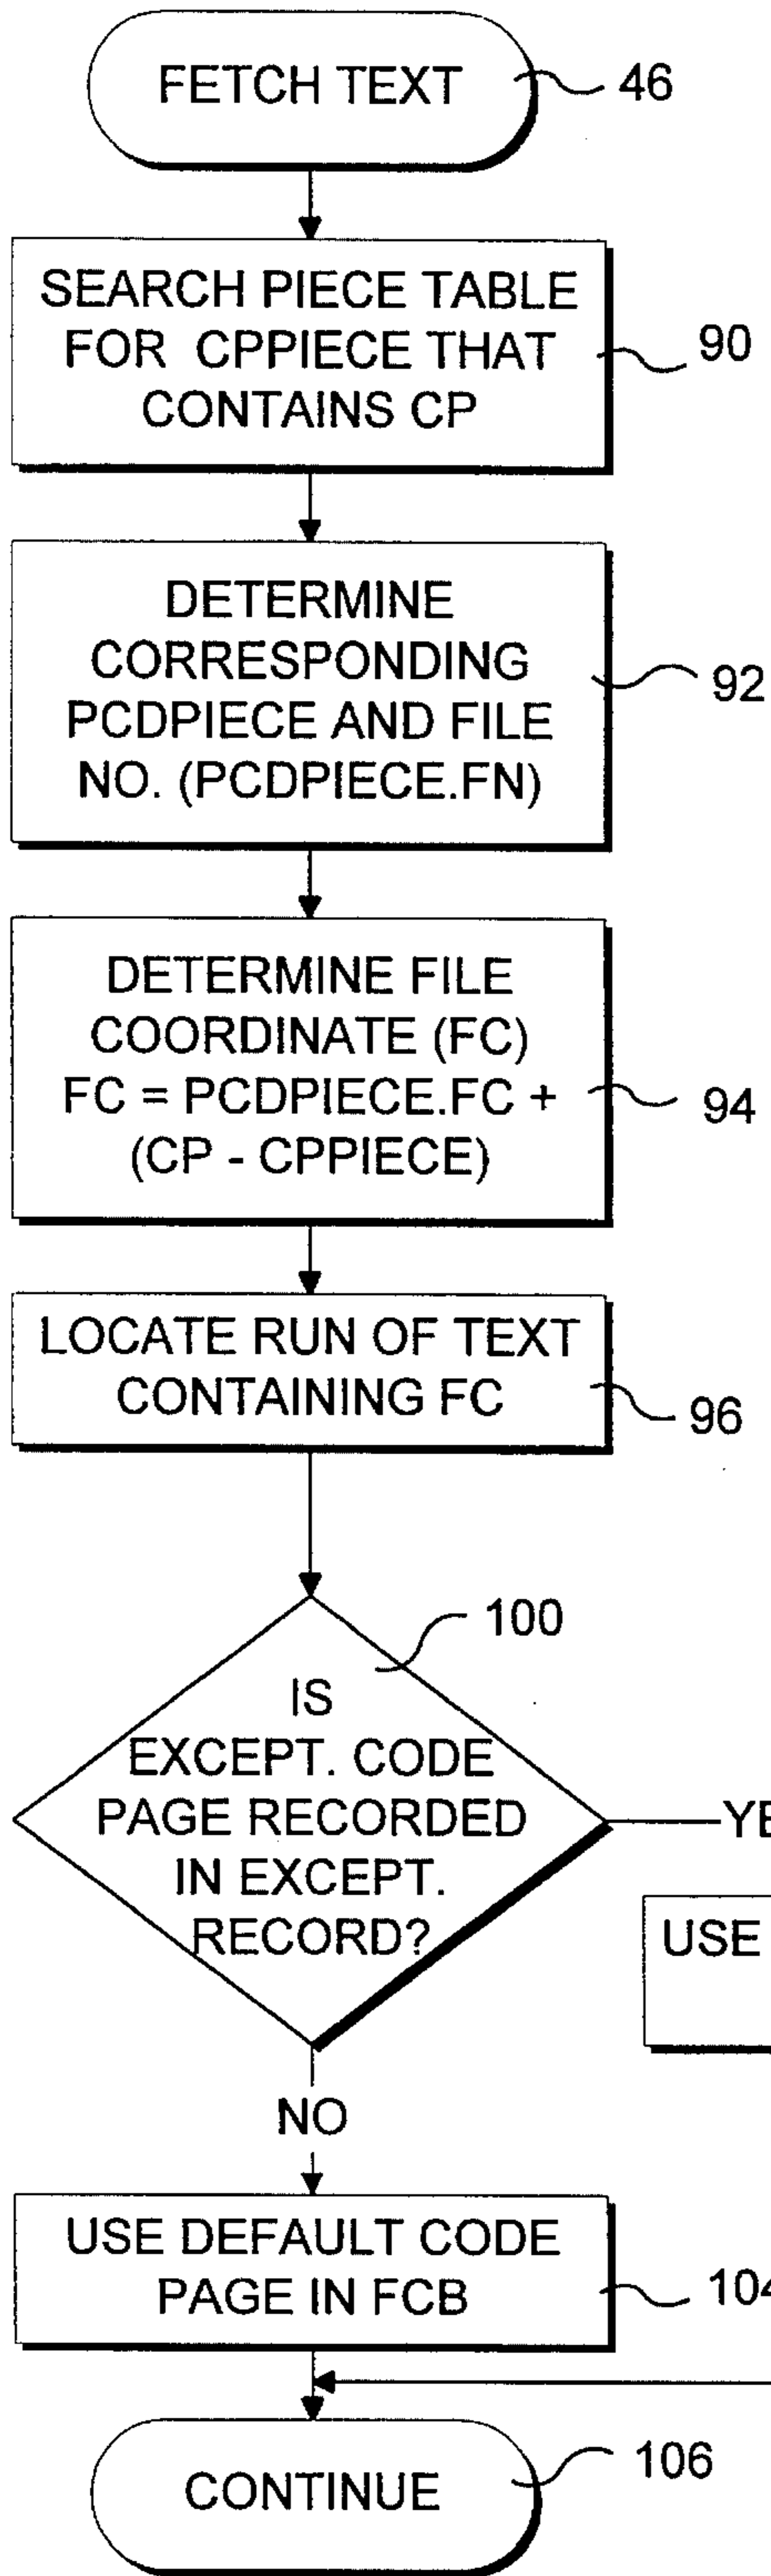 FETCH TEXT
46
SEARCH PIECE TABLE
FOR CPPIECE THAT
CONTAINS CP
90
DETERMINE
CORRESPONDING
PCDPIECE AND FILE
NO. (PCDPIECE.FN)
92
DETERMINE FILE
COORDINATE (FC)
FC = PCDPIECE.FC +
(CP - CPPIECE)
94
LOCATE RUN OF TEXT
CONTAINING FC
96
100
IS
EXCEPT. CODE
PAGE RECORDED
IN EXCEPT.
RECORD?
USE
NO
USE DEFAULT CODE
PAGE IN FCB
104
CONTINUE
106